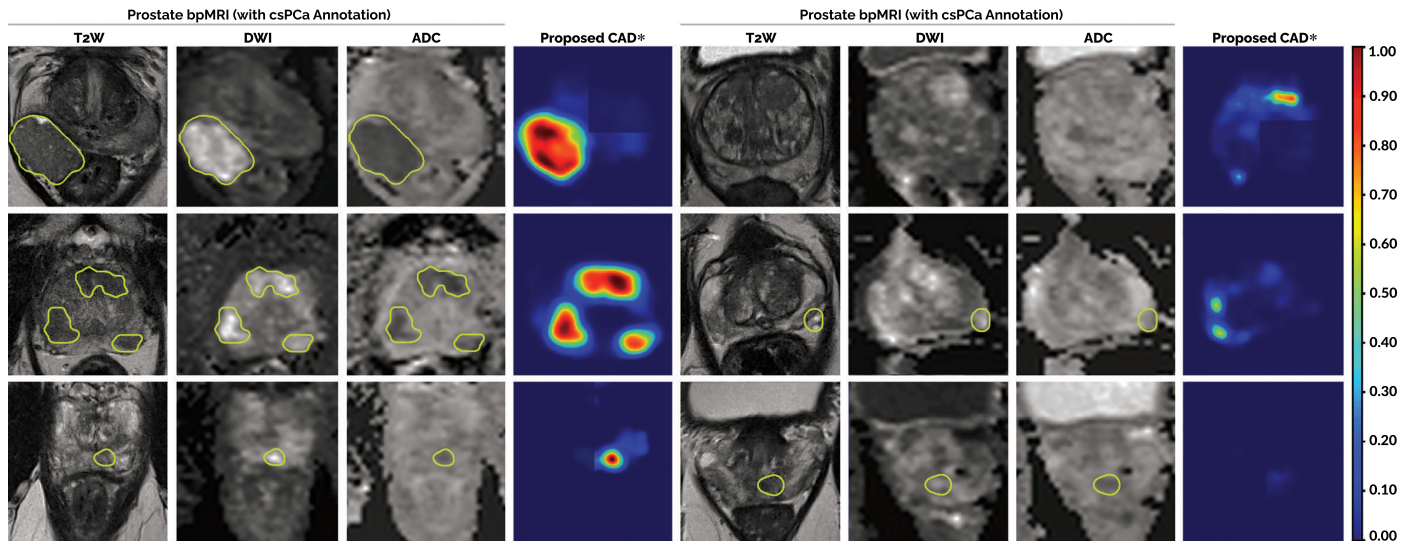 Prostate bpMRI (with csPCa Annotation)
T2W DWI ADC Proposed CAD*
Prostate bpMRI (with csPCa Annotation)
T2W DWI ADC Proposed CAD*
1.00
0.90
0.80
0.70
0.60
0.50
0.40
0.30
0.20
0.10
0.00